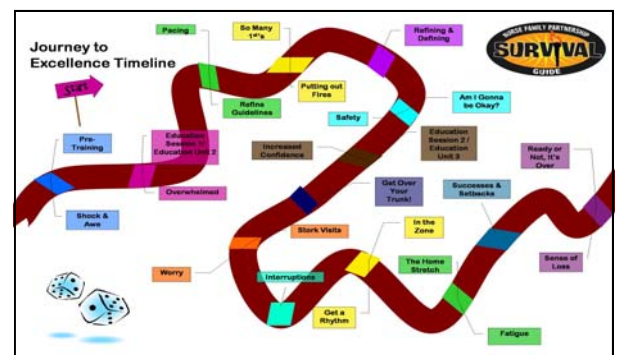 Journey to
Excellence Timeline
START
NURSE FAMILY PARTNERSHIP
SURVIVAL
GUIDE
Pacing
So Many
1st's
Refining &
Defining
Putting out
Fires
Refine
Guidelines
Safety
Am I Gonna
be Okay?
Pre-
Training
Education
Session 1/
Education Unit 2
Increased
Confidence
Education
Session 2 /
Education
Unit 3
Ready or
Not, It's
Over
Overwhelmed
Get Over
Your
Trunk!
Successes &
Setbacks
Shock &
Awe
Stork Visits
In the
Zone
Worry
Interruptions
The Home
Stretch
Sense of
Loss
Get a
Rhythm
Fatigue